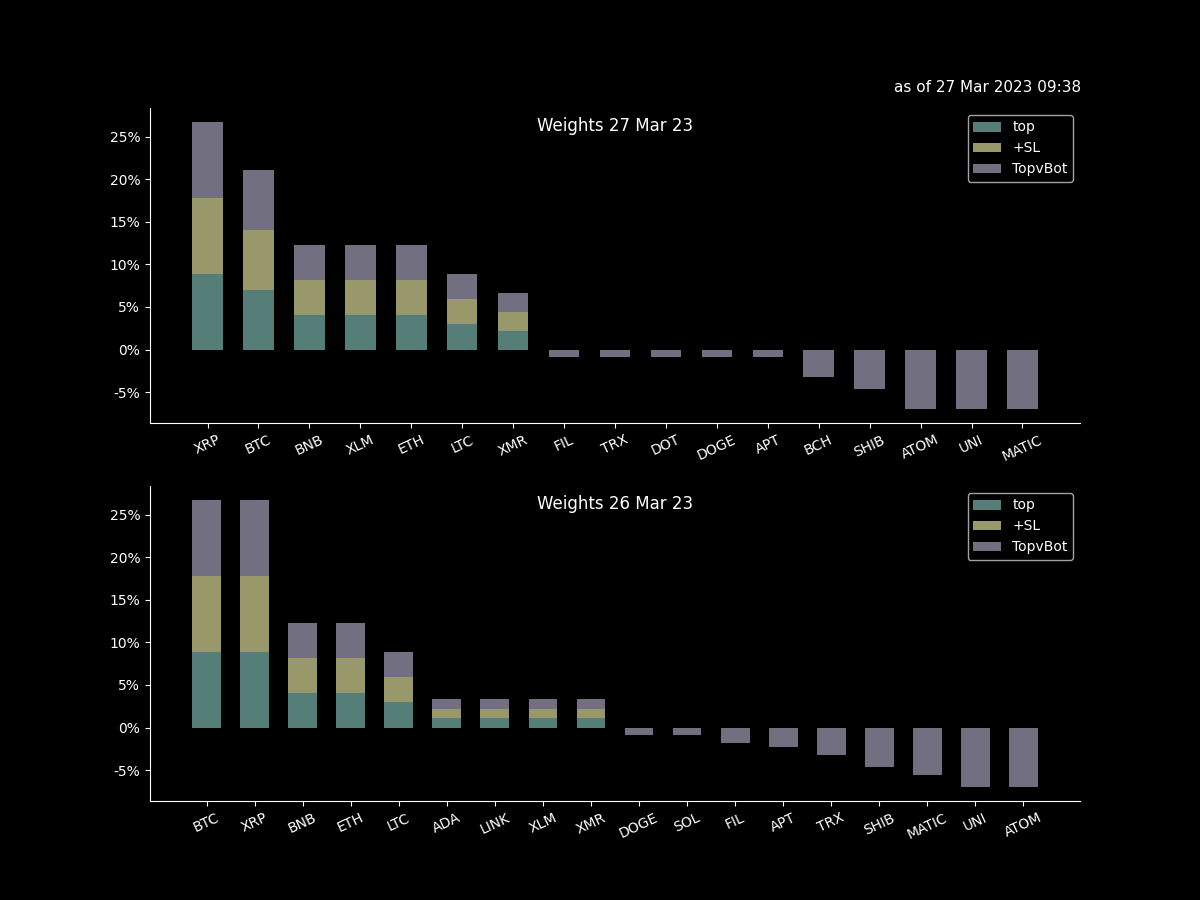 as of 27 Mar 2023 09:38
Weights 27 Mar 23
top
+SL
TopvBot
25%
20%
15%
10%
5%
0%
-5%
XRP BTC BNB XLM ETH LTC XMR FIL TRX DOT DOGE APT BCH SHIB ATOM UNI MATIC
Weights 26 Mar 23
top
+SL
TopvBot
25%
20%
15%
10%
5%
0%
-5%
BTC XRP BNB ETH LTC ADA LINK XLM XMR DOGE SOL FIL APT TRX SHIB MATIC UNI ATOM